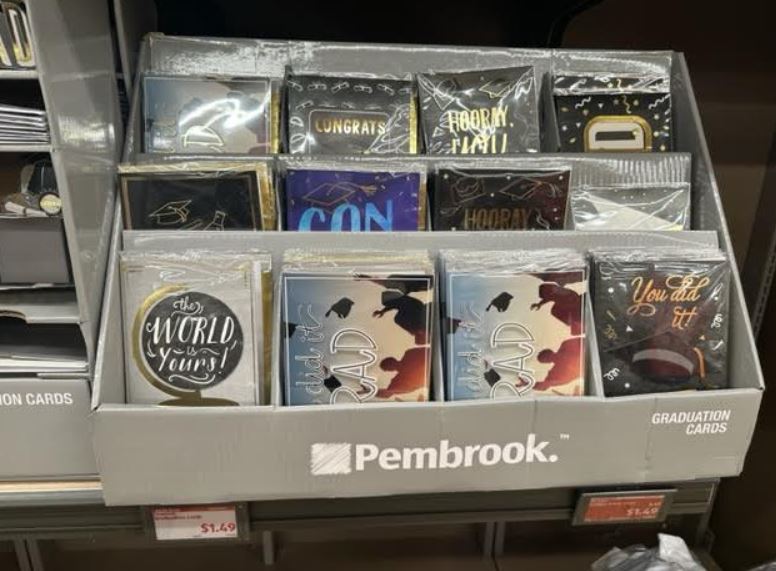 CONGRATS
HOORAY
CON
HOORAY
the
WORLD
is
Yours!
did it
RAD
did it
RAD
You did
it!
GRADUATION
CARDS
ION CARDS
Pembrook.™
$1.49
$1.49